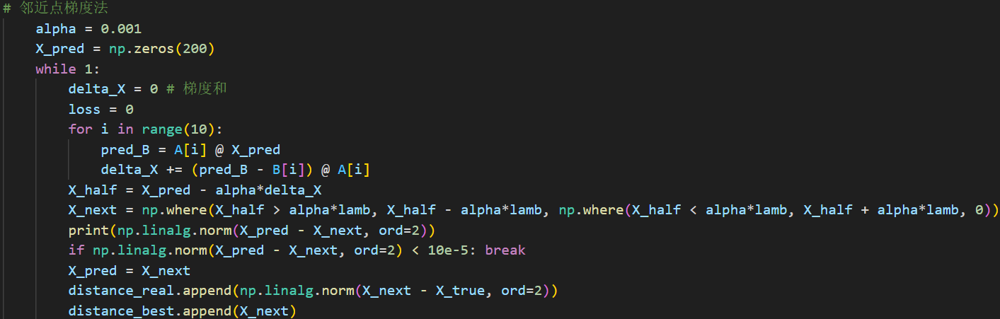 # 邻近点梯度法
alpha = 0.001
X_pred = np.zeros(200)
while 1:
delta_X = 0 # 梯度和
loss = 0
for i in range(10):
pred_B = A[i] @ X_pred
delta_X += (pred_B - B[i]) @ A[i]
X_half = X_pred - alpha*delta_X
X_next = np.where(X_half > alpha*lamb, X_half - alpha*lamb, np.where(X_half < alpha*lamb, X_half + alpha*lamb, 0))
print(np.linalg.norm(X_pred - X_next, ord=2))
if np.linalg.norm(X_pred - X_next, ord=2) < 10e-5: break
X_pred = X_next
distance_real.append(np.linalg.norm(X_next - X_true, ord=2))
distance_best.append(X_next)